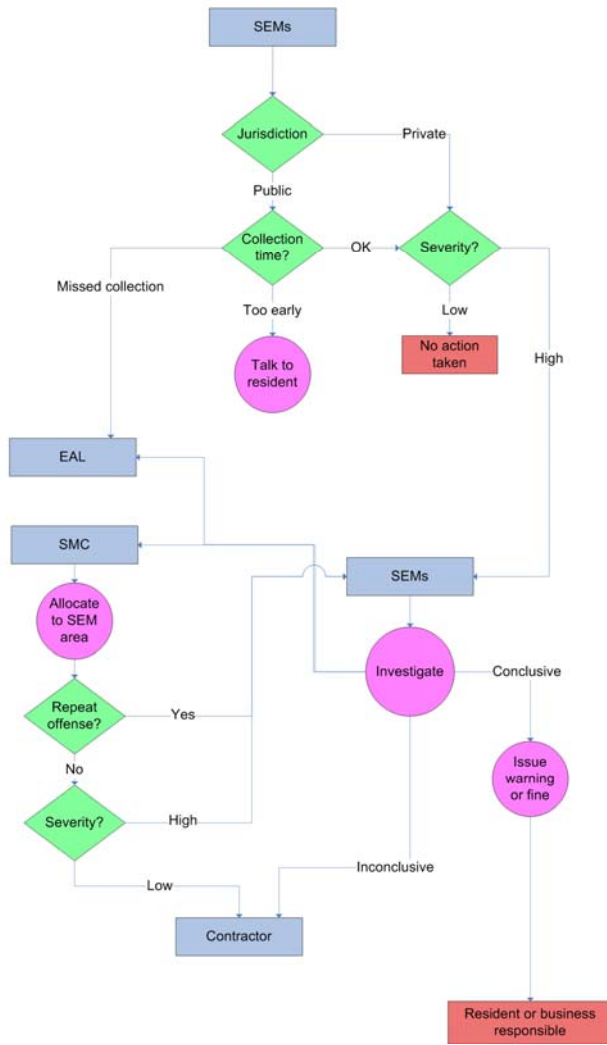 SEMs
Jurisdiction
Private
Public
Collection
time?
OK
Severity?
Missed collection
Too early
Low
Talk to
resident
No action
taken
High
EAL
SMC
SEMs
Allocate
to SEM
area
Investigate
Conclusive
Repeat
offense?
Yes
Issue
warning
or fine
No
Severity?
High
Inconclusive
Low
Contractor
Resident or business
responsible